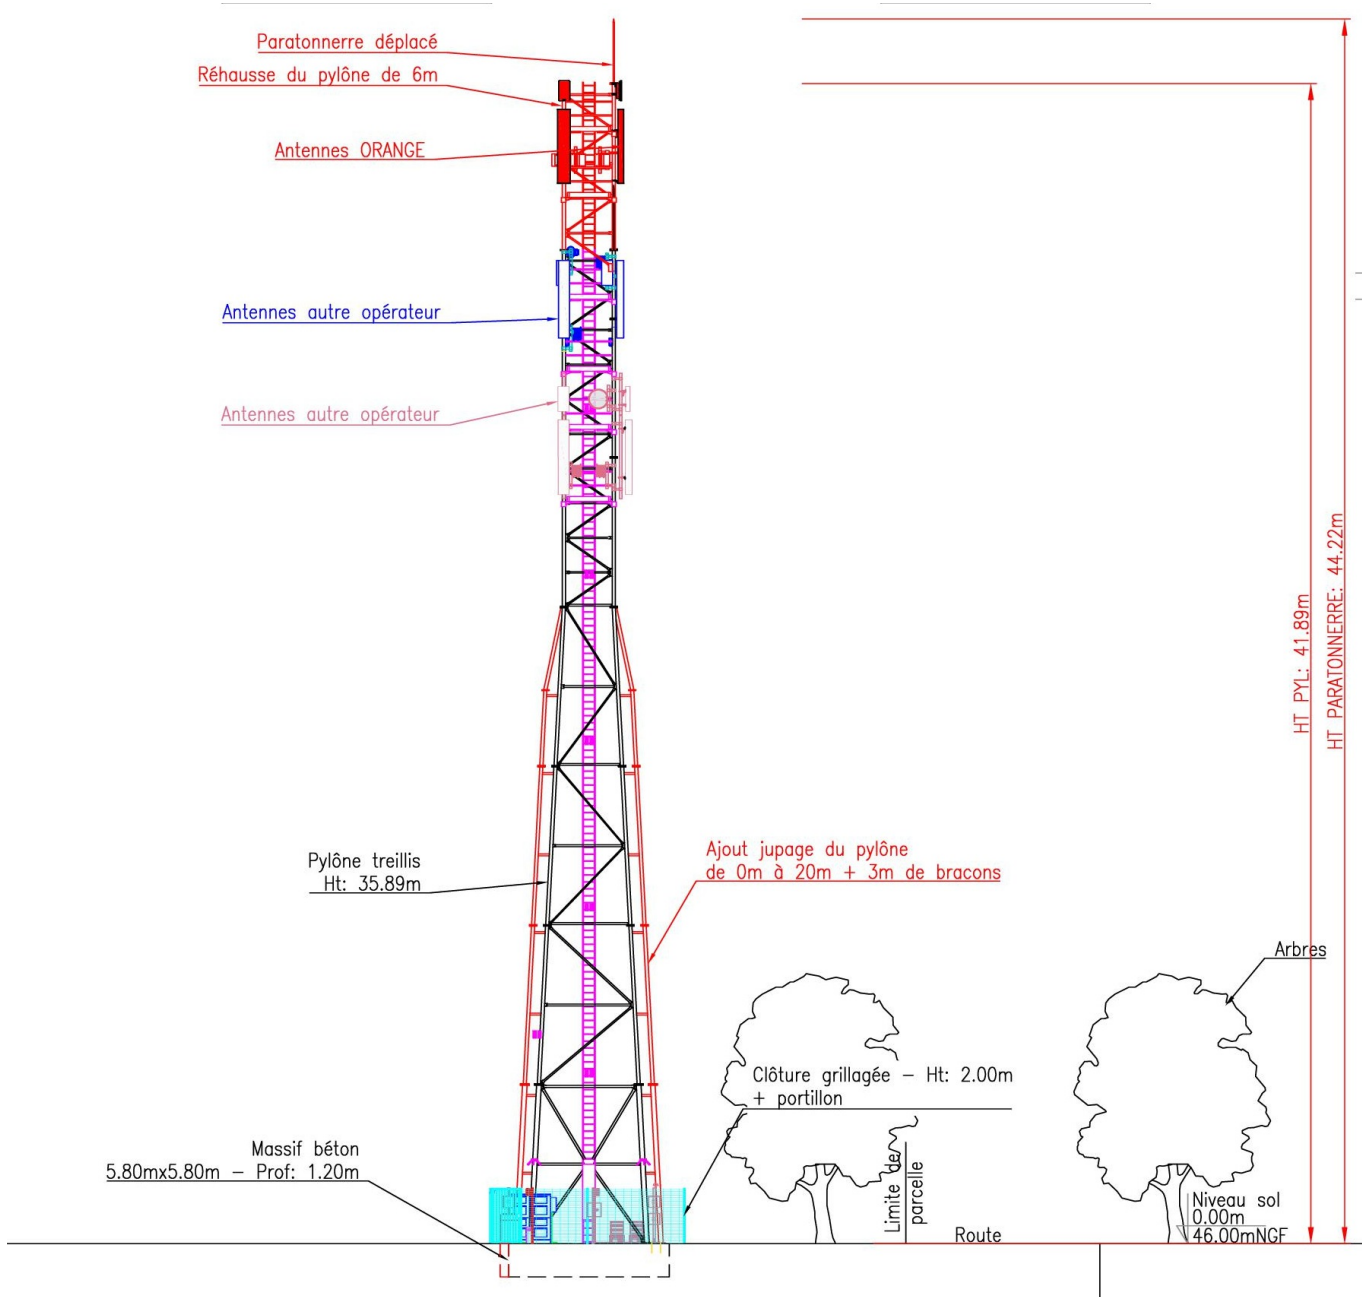 Paratonnerre déplacé
Réhausse du pylône de 6m
Antennes ORANGE
Antennes autre opérateur
Antennes autre opérateur
HT PYL: 41.89m
HT PARATONNERRE: 44.22m
Pylône treillis
Ht: 35.89m
Ajout jupage du pylône
de 0m à 20m + 3m de bracons
Arbres
Clôture grillagée - Ht: 2.00m
+ portillon
Massif béton
5.80mx5.80m - Prof: 1.20m
Limite de
parcelle
Route
Niveau sol
0.00m
46.00mNGF